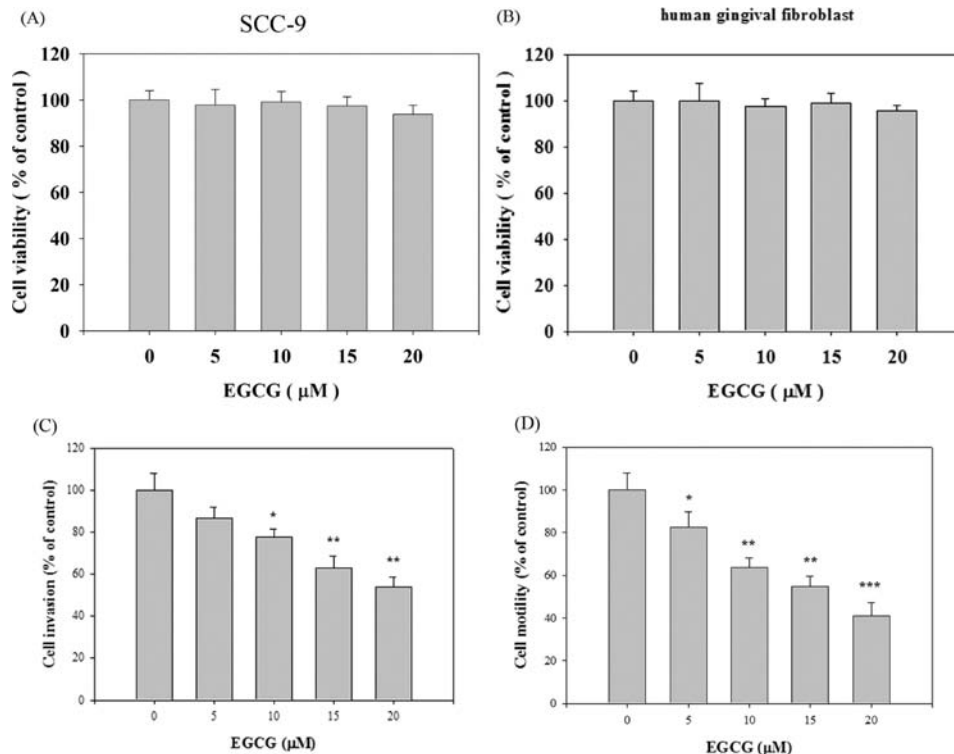 (A)
SCC-9
120
100
80
60
40
20
0
Cell viability ( % of control )
0 5 10 15 20
EGCG ( μM )
(B)
human gingival fibroblast
120
100
80
60
40
20
0
Cell viability ( % of control )
0 5 10 15 20
EGCG ( μM )
(C)
120
100
80
60
40
20
0
Cell invasion (% of control)
* ** **
0 5 10 15 20
EGCG (μM)
(D)
120
100
80
60
40
20
0
Cell motility (% of control)
* ** ** ***
0 5 10 15 20
EGCG (μM)